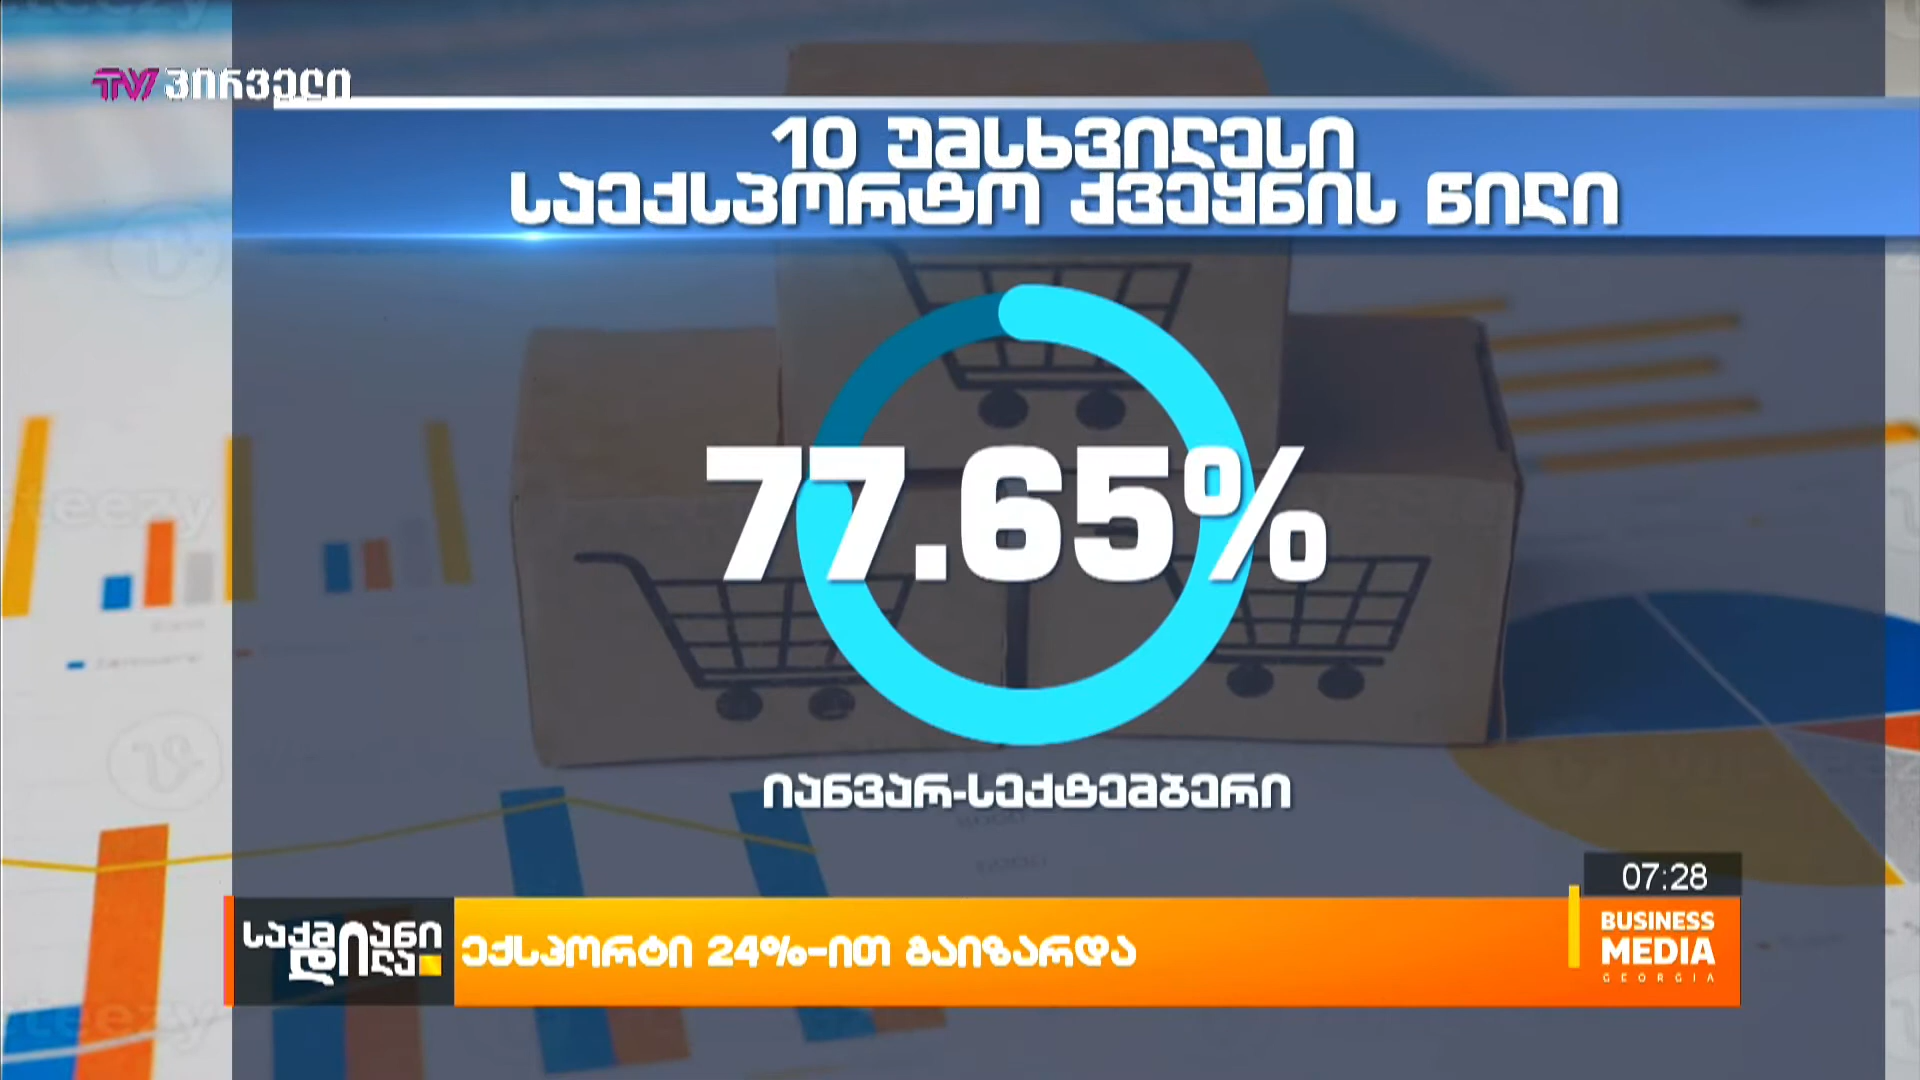 TV პირველი
10 უმსხვილესი
საექსპორტო ქვეყნის წილი
77.65%
იანვარ-სექტემბერი
07:28
საქმიანი
დილა
ექსპორტი 24%-ით გაიზარდა
BUSINESS
MEDIA
GEORGIA